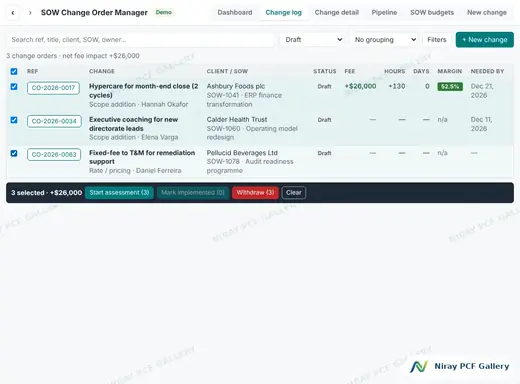 SOW Change Order Manager Demo Dashboard Change log Change detail Pipeline SOW budgets New change
Search ref, title, client, SOW, owner... Draft No grouping Filters + New change
3 change orders · net fee impact +$26,000
REF CHANGE CLIENT / SOW STATUS FEE HOURS DAYS MARGIN NEEDED BY
CO-2026-0017 Hypercare for month-end close (2 Ashbury Foods plc Draft +$26,000 +130 0 52.5% Dec 21,
cycles) SOW-1041 · ERP finance 2026
Scope addition · Hannah Okafor transformation
CO-2026-0034 Executive coaching for new Calder Health Trust Draft — — — n/a Dec 11,
directorate leads SOW-1060 · Operating model 2026
Scope addition · Elena Varga redesign
CO-2026-0063 Fixed-fee to T&M for remediation Pellucid Beverages Ltd Draft — — — n/a —
support SOW-1078 · Audit readiness
Rate / pricing · Daniel Ferreira programme
3 selected · +$26,000 Start assessment (3) Mark implemented (0) Withdraw (3) Clear
NIRAY PCF GALLERY
Niray PCF Gallery